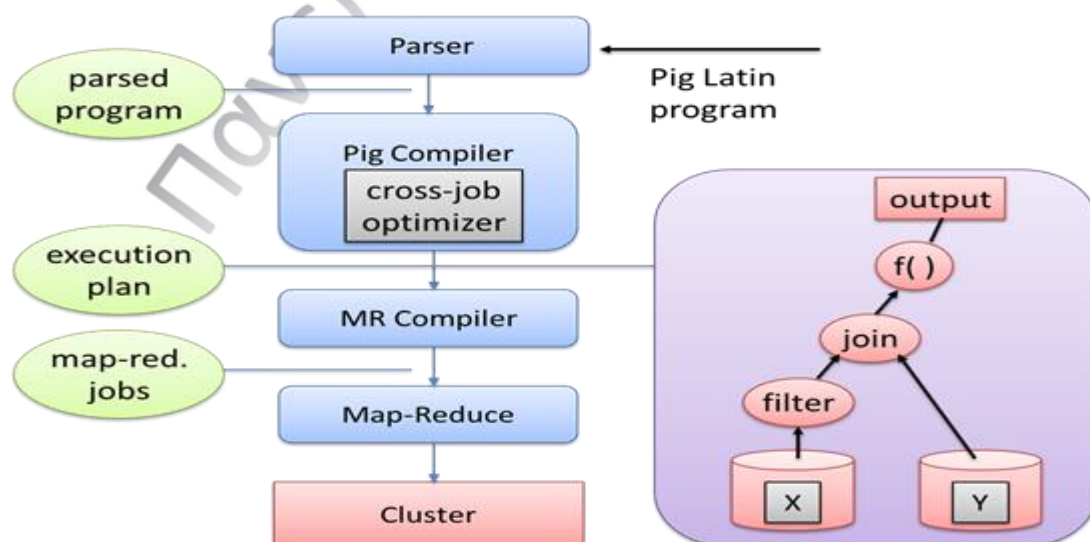 Parser
Pig Latin
program
parsed
program
Pig Compiler
cross-job
optimizer
execution
plan
MR Compiler
map-red.
jobs
Map-Reduce
Cluster
output
f( )
join
filter
X
Y